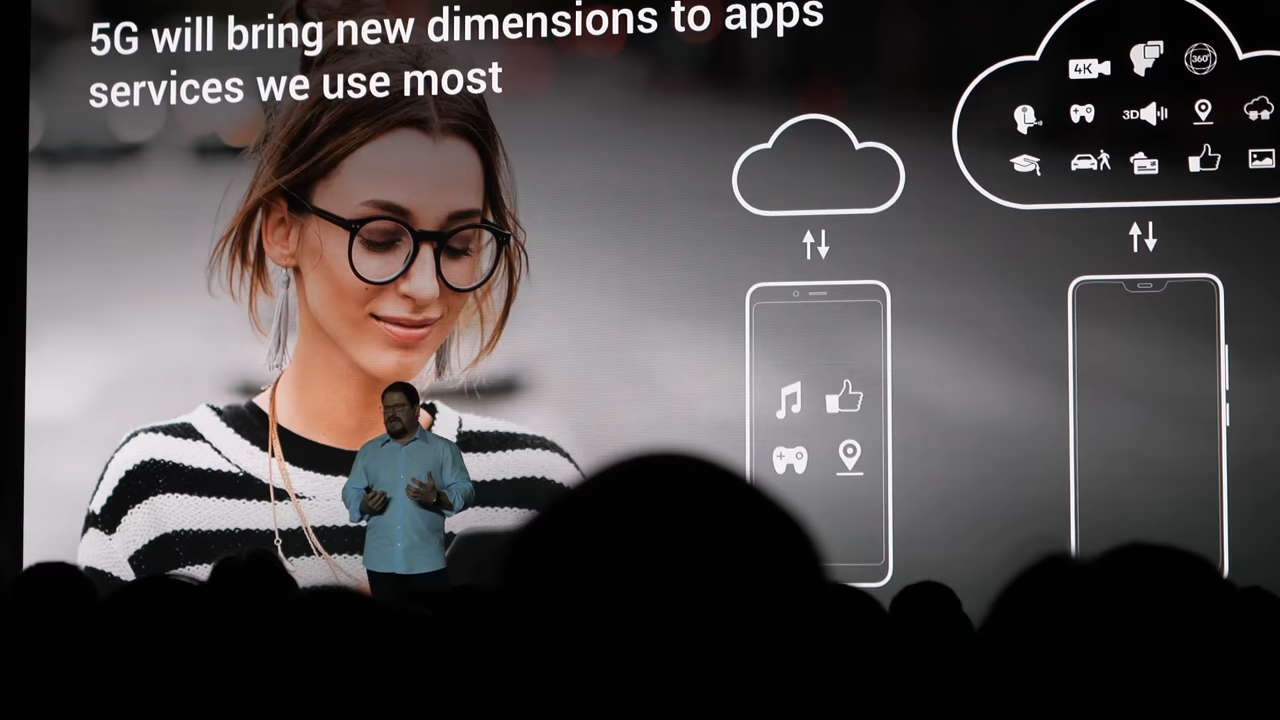 5G will bring new dimensions to apps
services we use most
4K
360°
3D